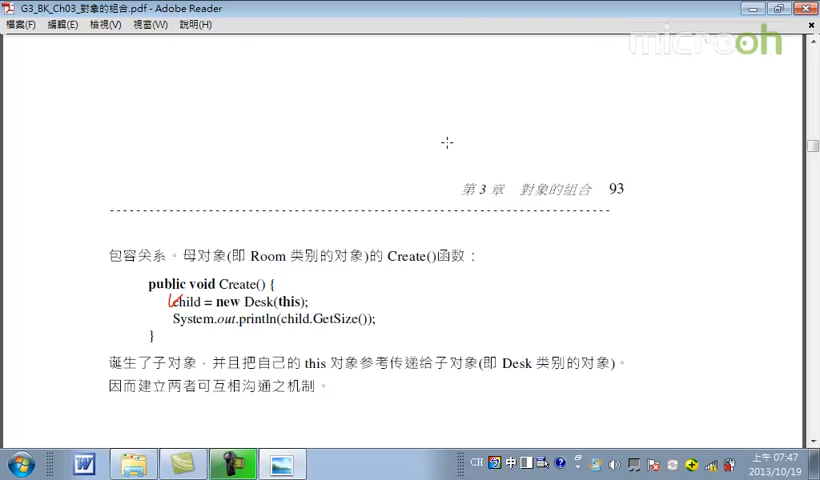 G3_BK_Ch03_對象的組合.pdf - Adobe Reader
檔案(F) 編輯(E) 檢視(V) 視窗(W) 說明(H)
microoh
第 3 章 對象的組合 93
包容关系。母对象(即 Room 类别的对象)的 Create()函数：
public void Create() {
child = new Desk(this);
System.out.println(child.GetSize());
}
诞生了子对象，并且把自己的 this 对象参考传递给子对象(即 Desk 类别的对象)。
因而建立两者可互相沟通之机制。
CH 中
上午 07:47
2013/10/19